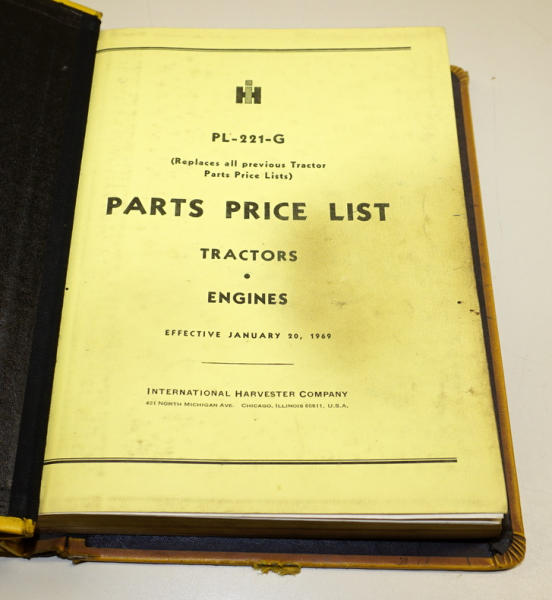 IH
PL-221-G
(Replaces all previous Tractor
Parts Price Lists)
PARTS PRICE LIST
TRACTORS
•
ENGINES
EFFECTIVE JANUARY 20, 1969
INTERNATIONAL HARVESTER COMPANY
401 NORTH MICHIGAN AVE. CHICAGO, ILLINOIS 60611, U.S.A.